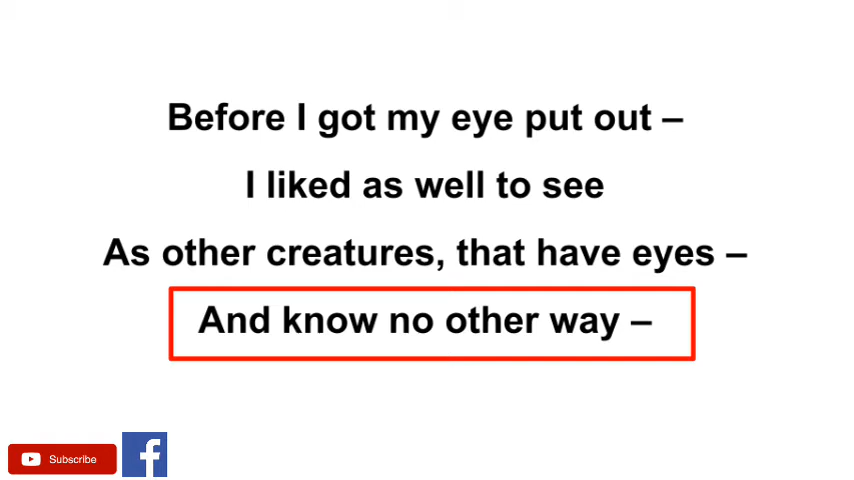 Before I got my eye put out –
I liked as well to see
As other creatures, that have eyes –
And know no other way –
Subscribe